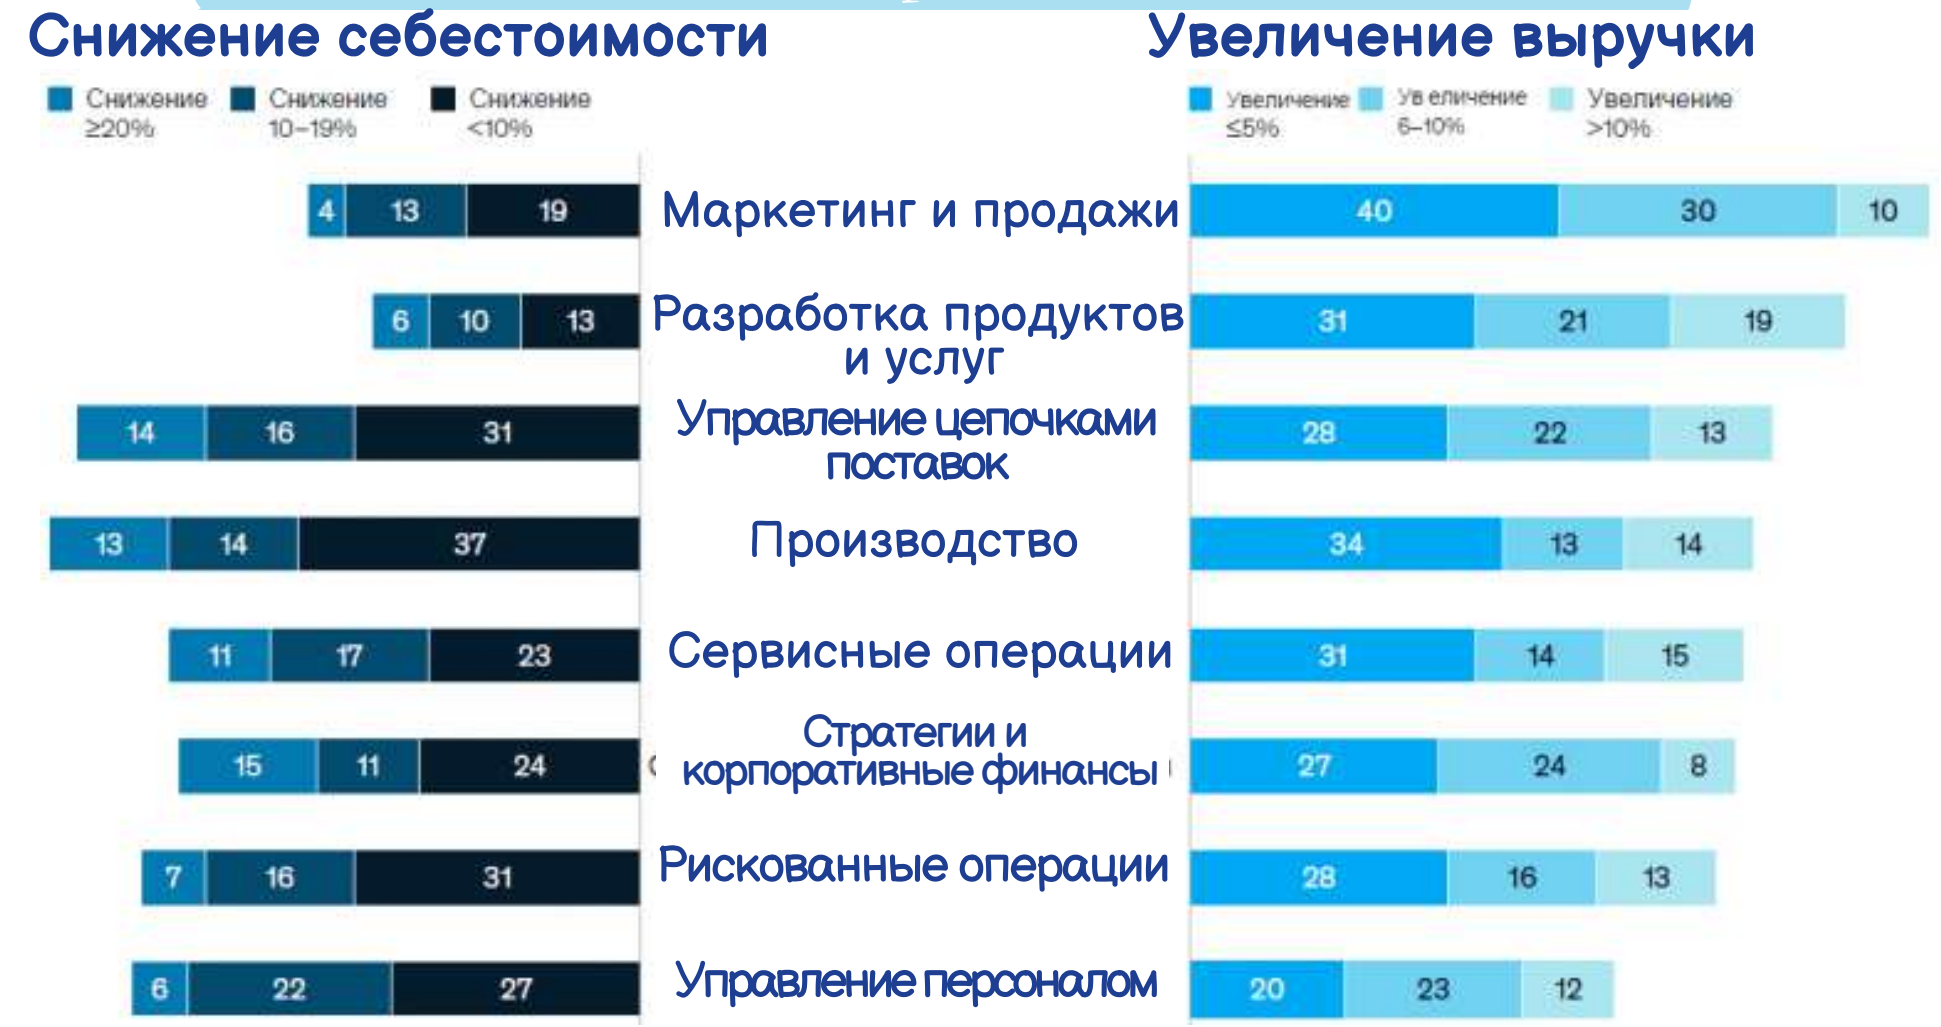 Снижение себестоимости
Увеличение выручки
Снижение ≥20%
Снижение 10–19%
Снижение <10%
Увеличение ≤5%
Ув еличение 6–10%
Увеличение >10%
4 13 19 Маркетинг и продажи 40 30 10
6 10 13 Разработка продуктов 31 21 19
и услуг
Управление цепочками
14 16 31 28 22 13
поставок
13 14 37 Производство 34 13 14
11 17 23 Сервисные операции 31 14 15
Стратегии и
15 11 24 корпоративные финансы 27 24 8
7 16 31 Рискованные операции 28 16 13
6 22 27 Управление персоналом 20 23 12